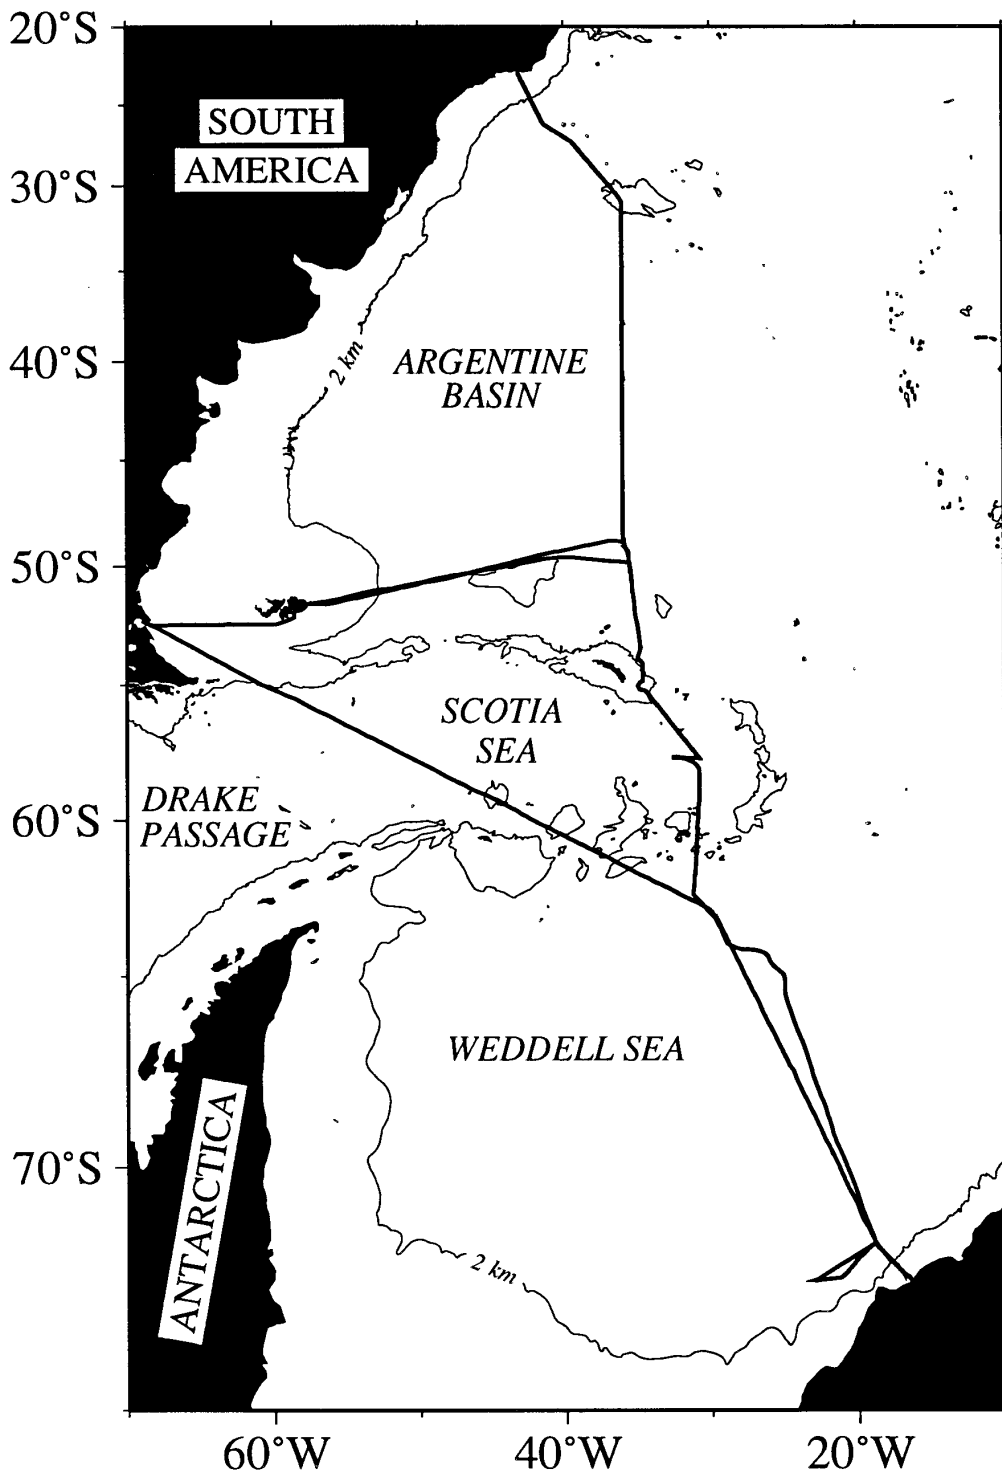 20°S
SOUTH
AMERICA
30°S
2 km
40°S
ARGENTINE
BASIN
50°S
SCOTIA
SEA
DRAKE
PASSAGE
60°S
WEDDELL SEA
ANTARCTICA
70°S
2 km
60°W
40°W
20°W